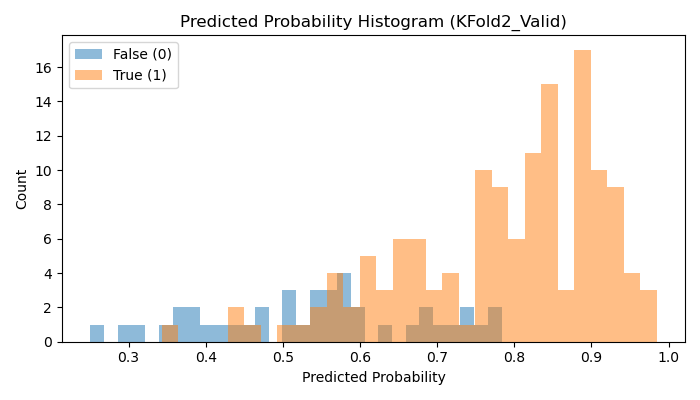 Predicted Probability Histogram (KFold2_Valid)
False (0)
True (1)
Count
16
14
12
10
8
6
4
2
0
0.3 0.4 0.5 0.6 0.7 0.8 0.9 1.0
Predicted Probability